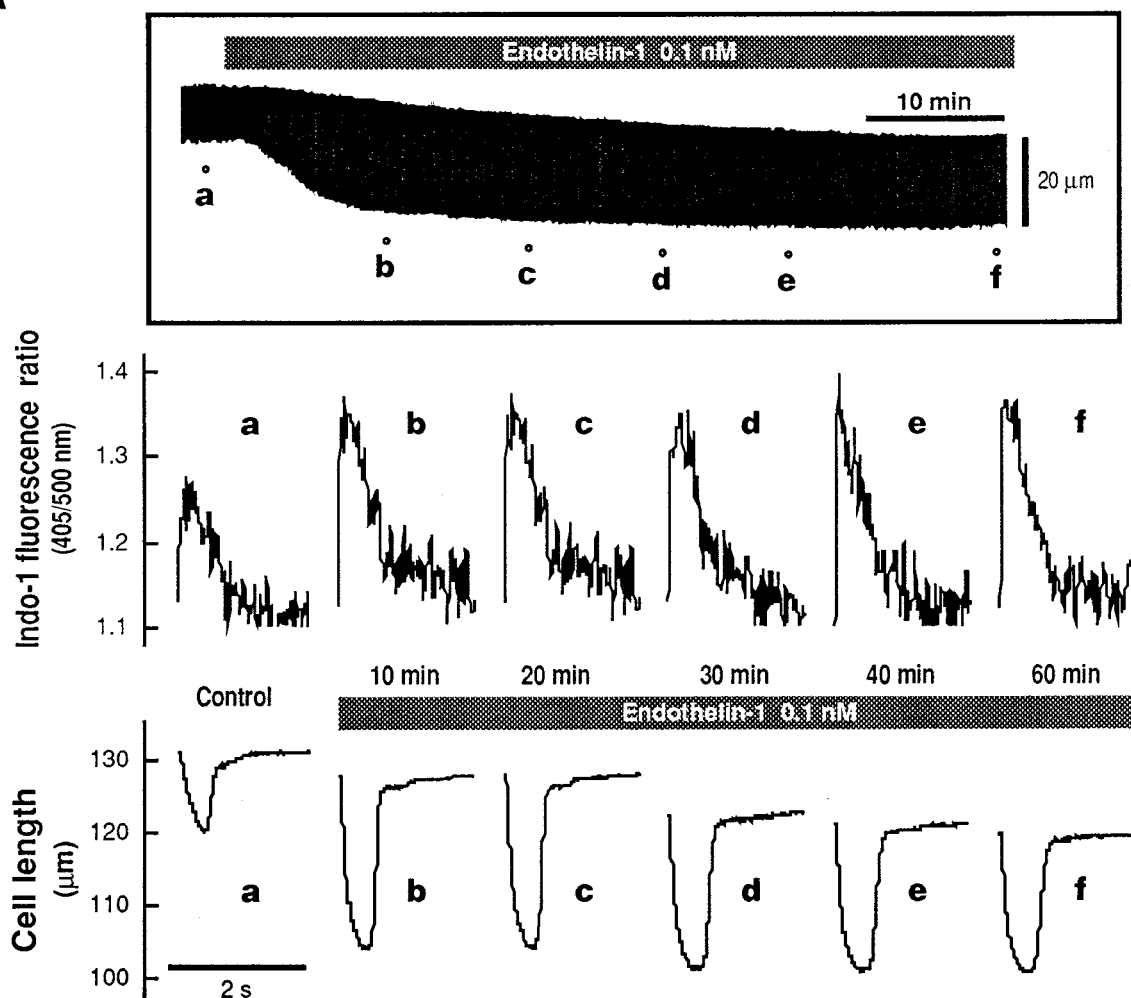 Endothelin-1 0.1 nM
10 min
20 µm
a
b
c
d
e
f
Indo-1 fluorescence ratio
(405/500 nm)
1.4
1.3
1.2
1.1
a
b
c
d
e
f
Control
10 min
20 min
30 min
40 min
60 min
Endothelin-1 0.1 nM
Cell length
(µm)
130
120
110
100
a
b
c
d
e
f
2 s